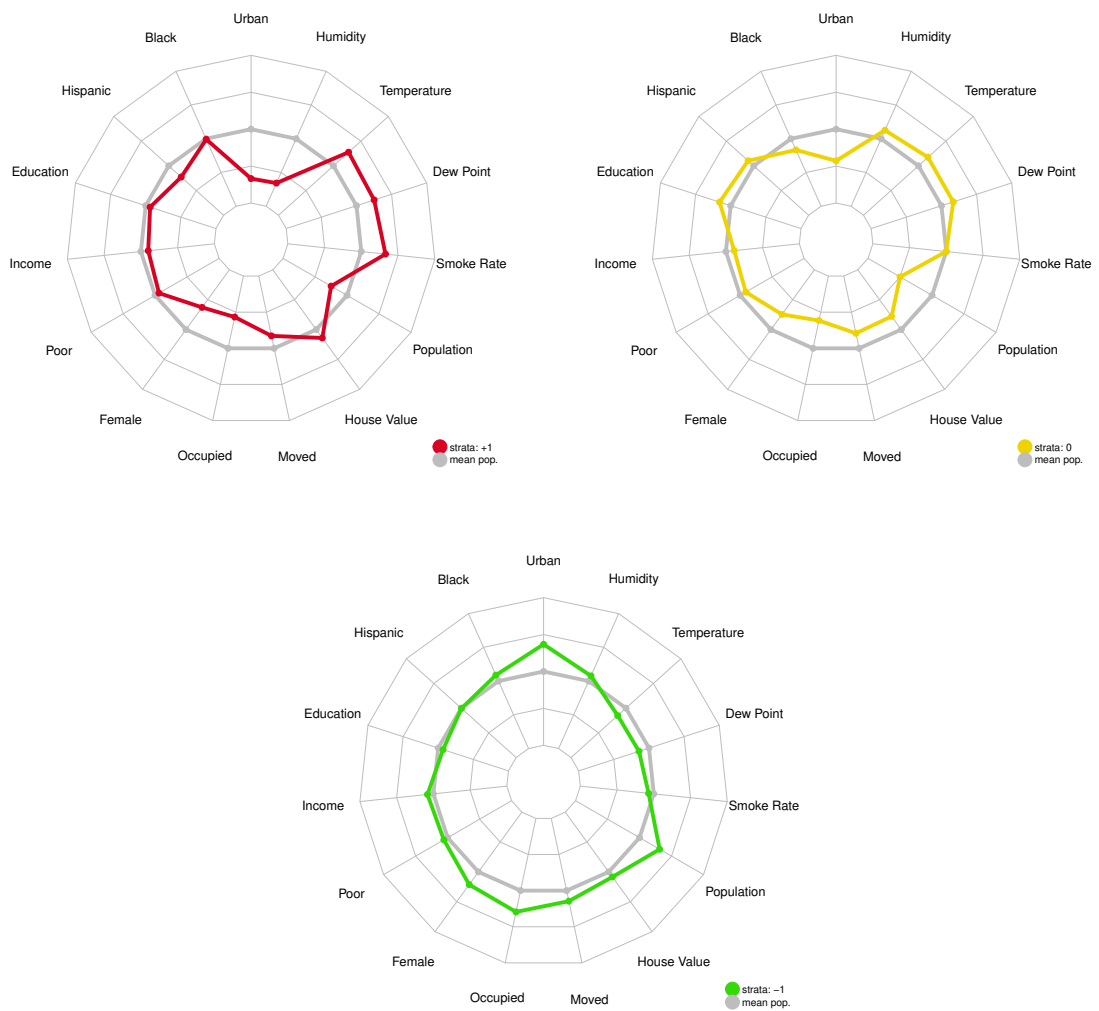 Urban
Black
Humidity
Hispanic
Temperature
Education
Dew Point
Income
Smoke Rate
Poor
Population
Female
House Value
Occupied
Moved
strata: +1
mean pop.
Urban
Black
Humidity
Hispanic
Temperature
Education
Dew Point
Income
Smoke Rate
Poor
Population
Female
House Value
Occupied
Moved
strata: 0
mean pop.
Urban
Black
Humidity
Hispanic
Temperature
Education
Dew Point
Income
Smoke Rate
Poor
Population
Female
House Value
Occupied
Moved
strata: −1
mean pop.